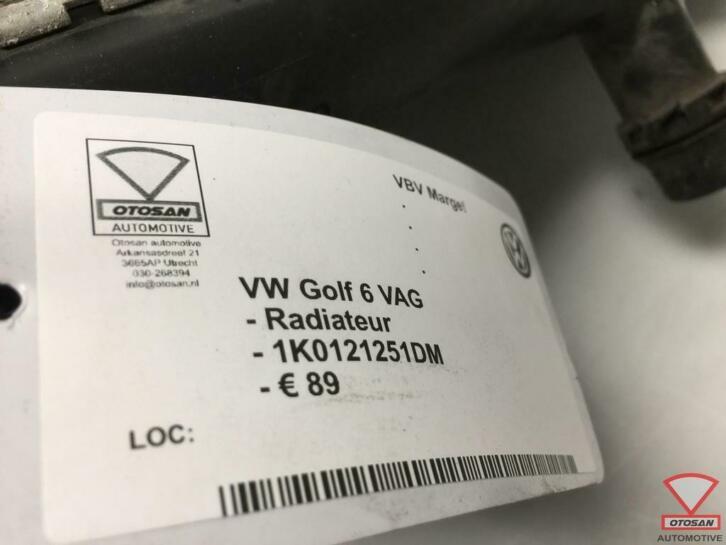 OTOSAN
AUTOMOTIVE
Otosan automotive
Arkansasdreef 21
3565AP Utrecht
030-268394
info@otosan.nl
VBV Marge!
VW Golf 6 VAG
- Radiateur
- 1K0121251DM
- € 89
LOC:
OTOSAN
AUTOMOTIVE